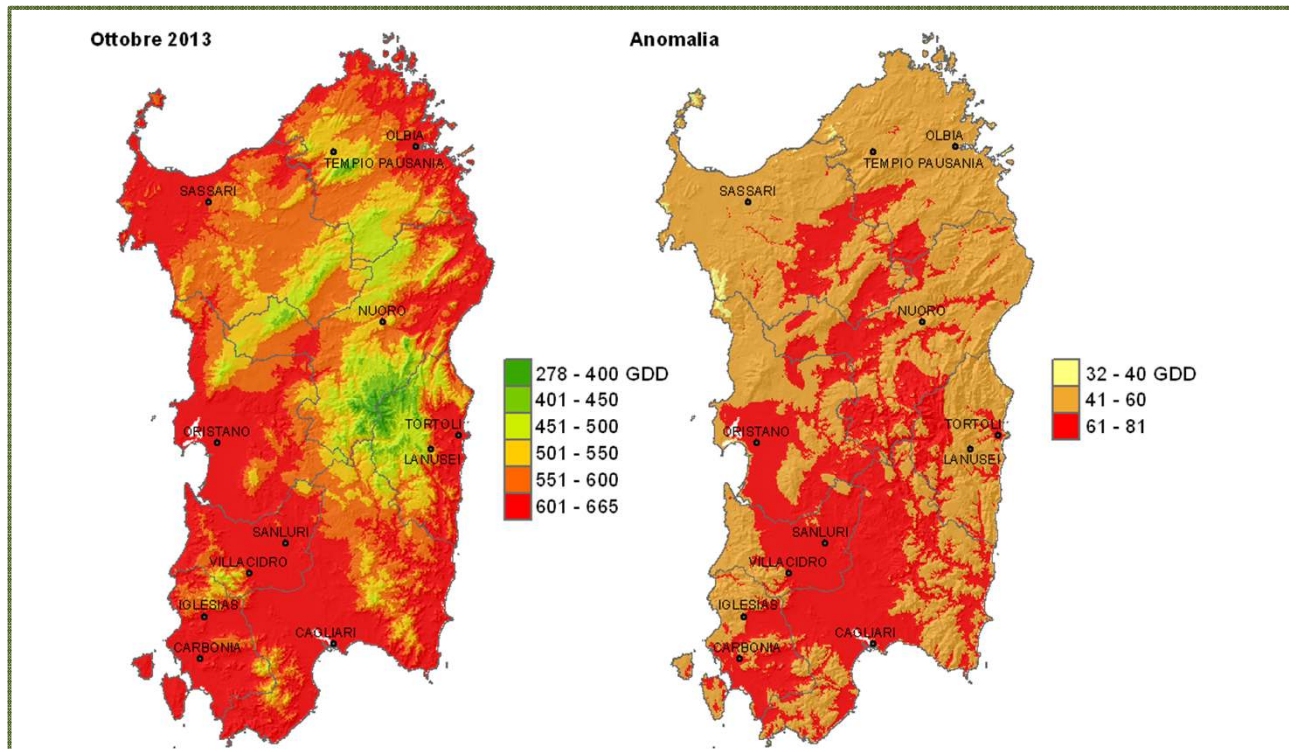 Ottobre 2013
OLBIA
TEMPIO PAUSANIA
SASSARI
NUORO
ORISTANO
TORTOLI
LANUSEI
SANLURI
VILLACIDRO
IGLESIAS
CAGLIARI
CARBONIA
278 - 400 GDD
401 - 450
451 - 500
501 - 550
551 - 600
601 - 665
Anomalia
OLBIA
TEMPIO PAUSANIA
SASSARI
NUORO
ORISTANO
TORTOLI
LANUSEI
SANLURI
VILLACIDRO
IGLESIAS
CAGLIARI
CARBONIA
32 - 40 GDD
41 - 60
61 - 81